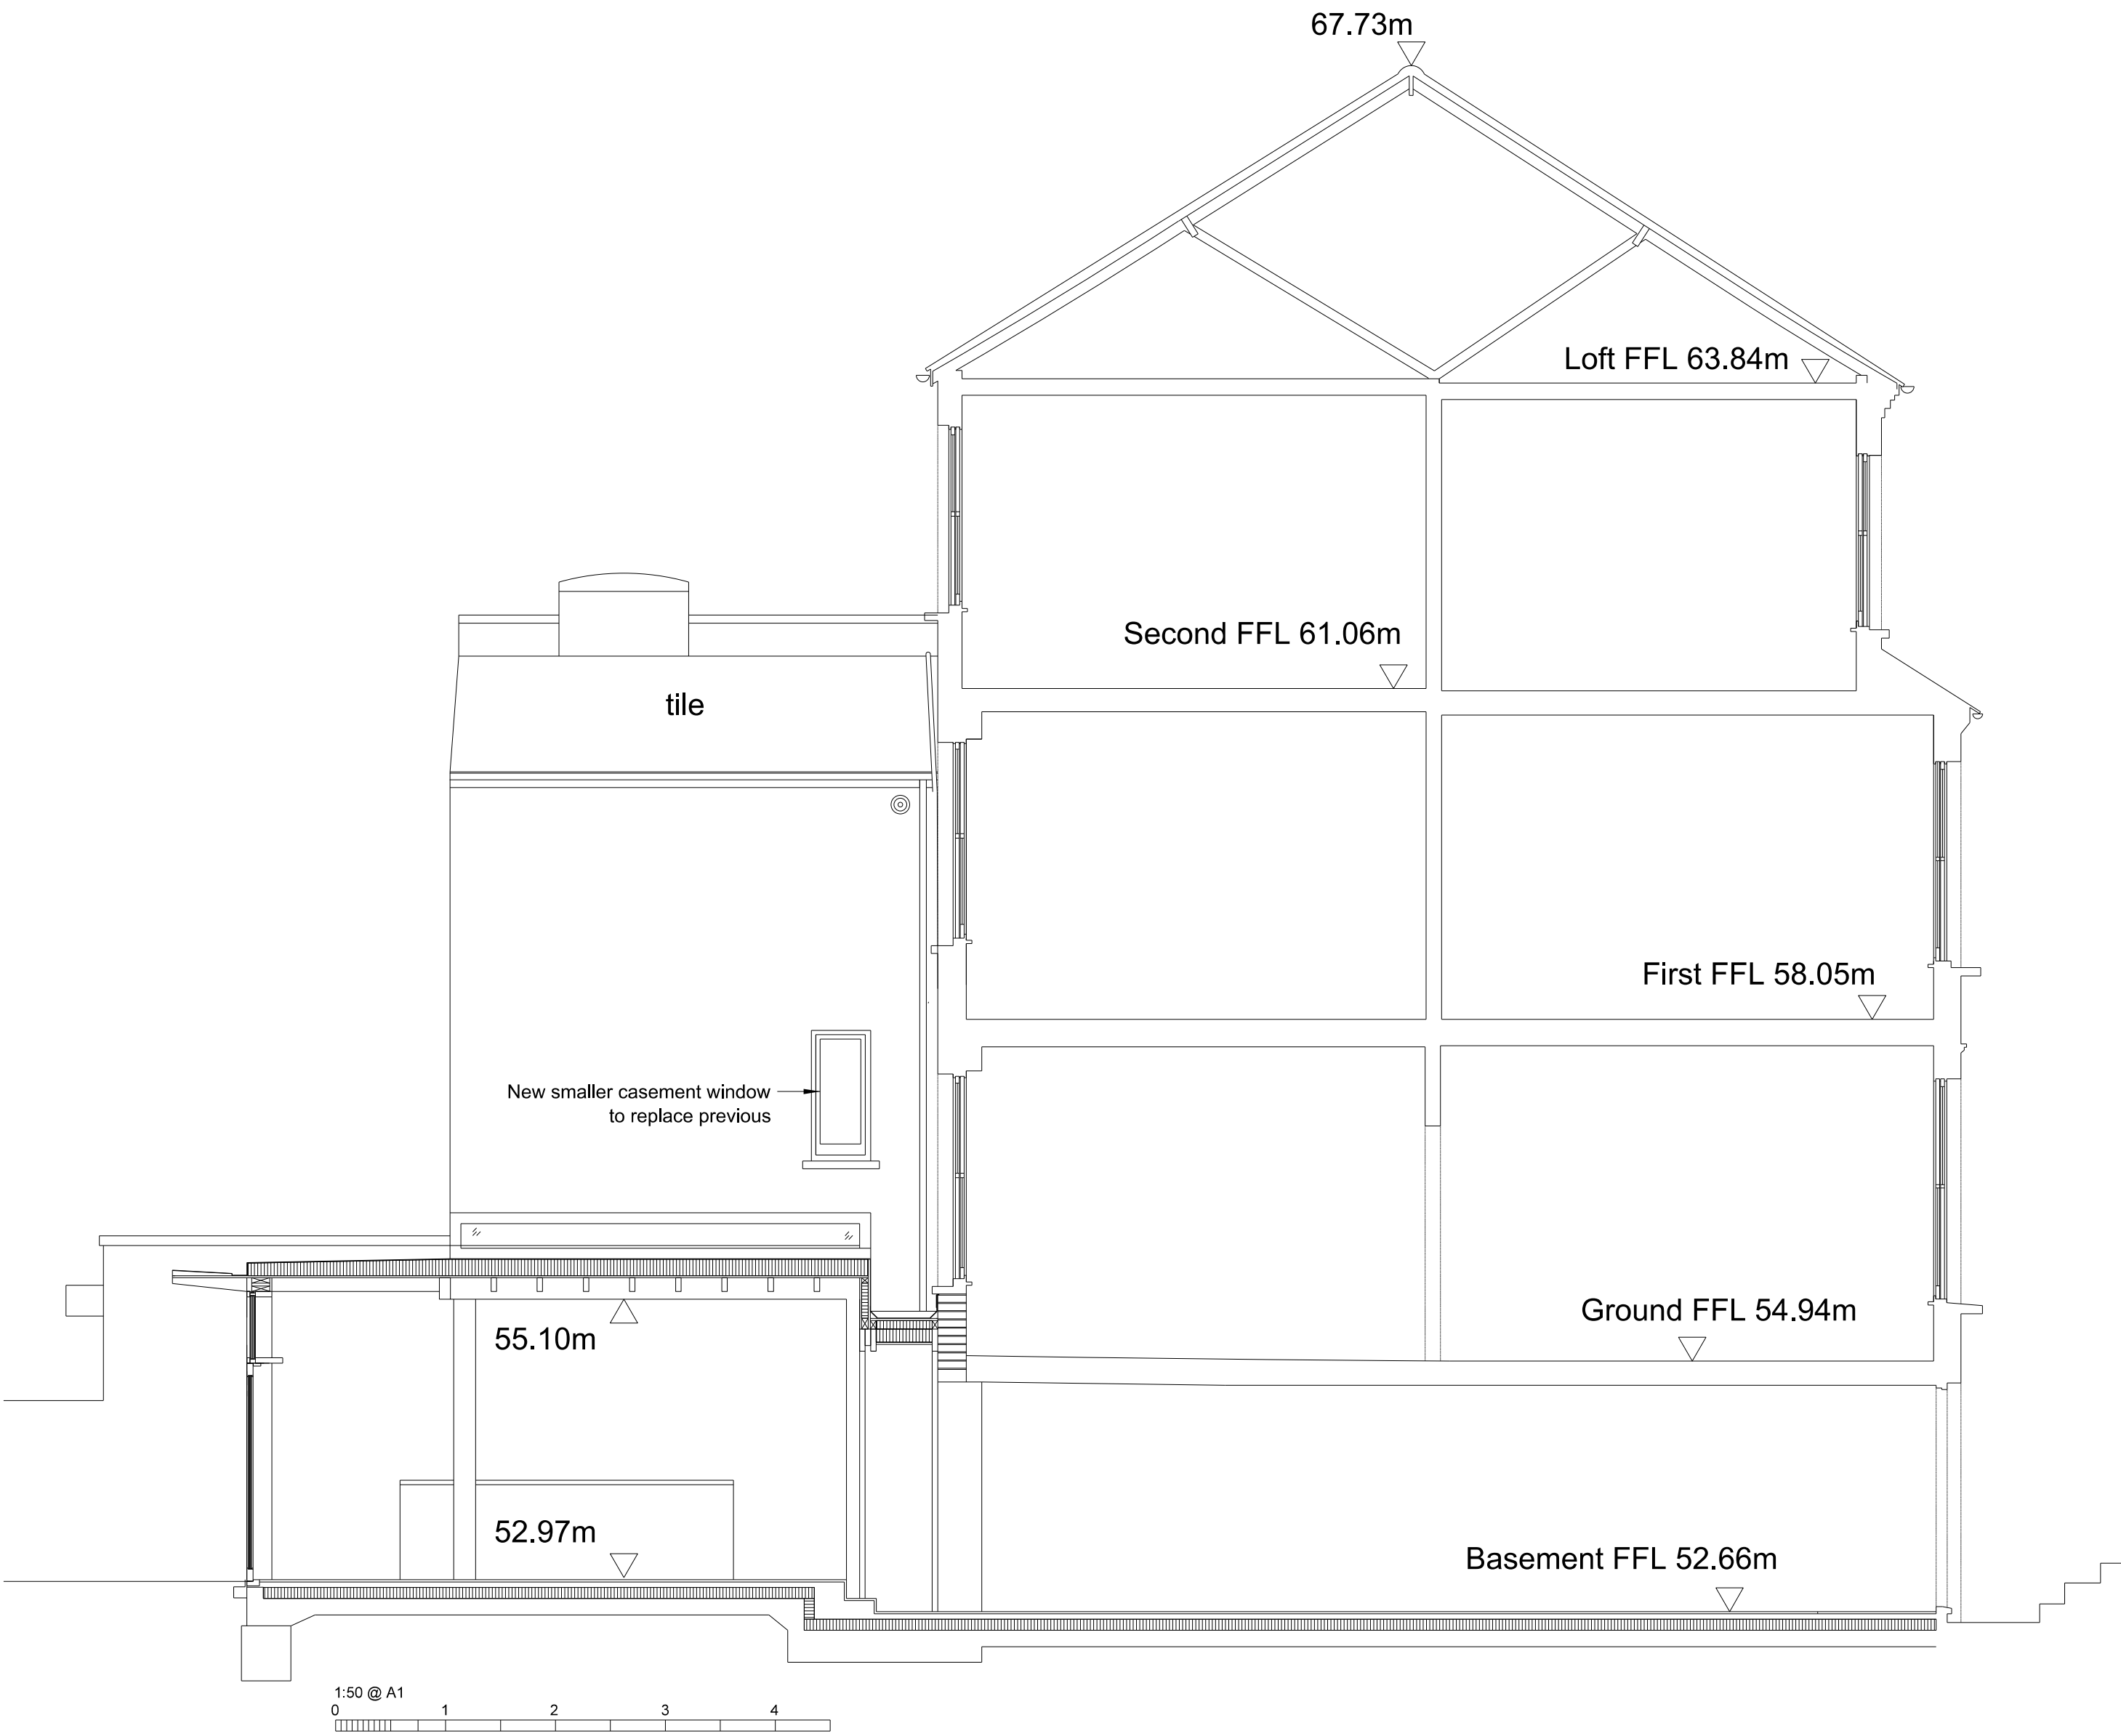 67.73m
Loft FFL 63.84m
Second FFL 61.06m
tile
First FFL 58.05m
New smaller casement window
to replace previous
Ground FFL 54.94m
55.10m
52.97m
Basement FFL 52.66m
1:50 @ A1
0 1 2 3 4